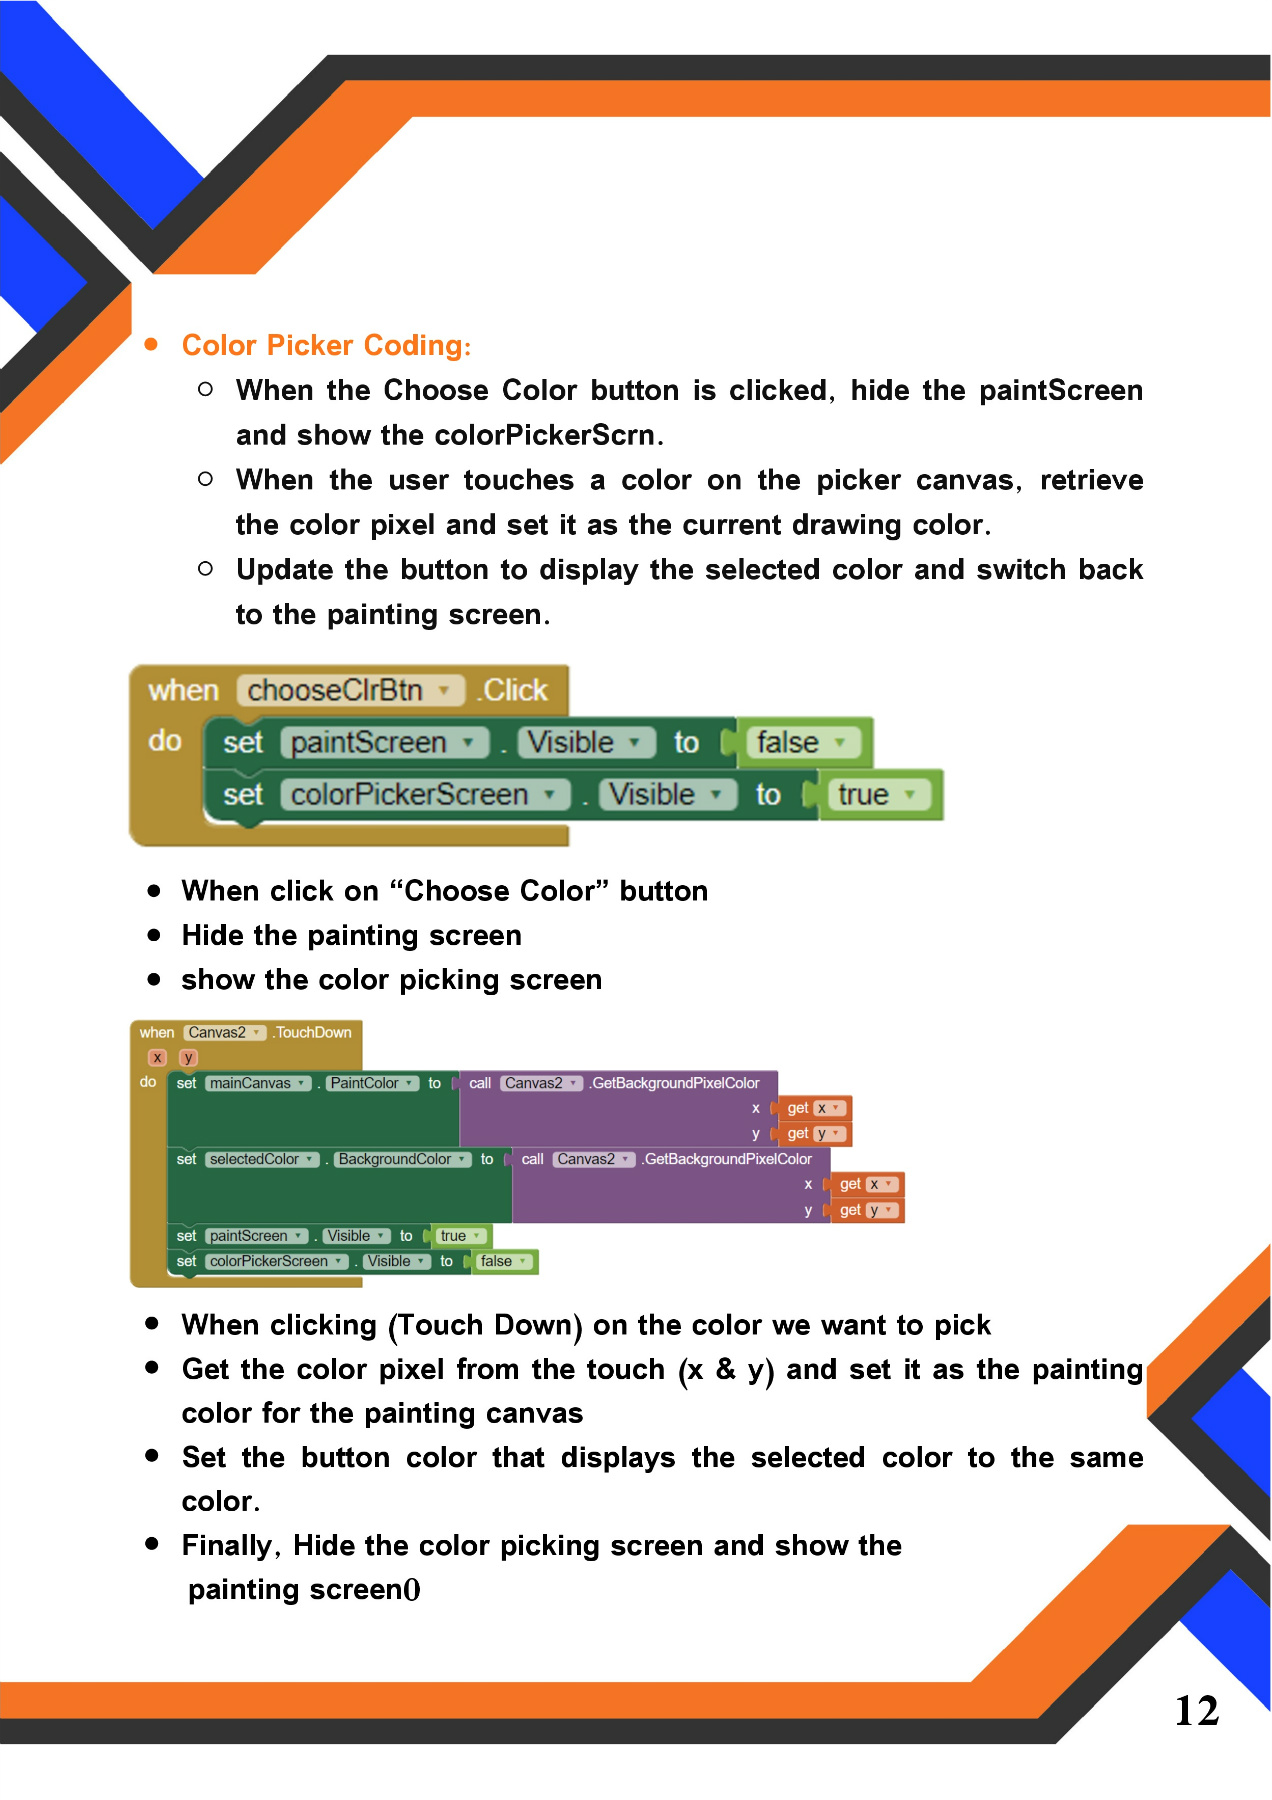 • Color Picker Coding:
○ When the Choose Color button is clicked, hide the paintScreen
and show the colorPickerScrn.
○ When the user touches a color on the picker canvas, retrieve
the color pixel and set it as the current drawing color.
○ Update the button to display the selected color and switch back
to the painting screen.
when chooseClrBtn .Click
do set paintScreen . Visible to false
set colorPickerScreen . Visible to true
• When click on “Choose Color” button
• Hide the painting screen
• show the color picking screen
when Canvas2 .TouchDown
x y
do set mainCanvas . PaintColor to call Canvas2 .GetBackgroundPixelColor
x get x
y get y
set selectedColor . BackgroundColor to call Canvas2 .GetBackgroundPixelColor
x get x
y get y
set paintScreen . Visible to true
set colorPickerScreen . Visible to false
• When clicking (Touch Down) on the color we want to pick
• Get the color pixel from the touch (x & y) and set it as the painting
color for the painting canvas
• Set the button color that displays the selected color to the same
color.
• Finally, Hide the color picking screen and show the
painting screen0
12